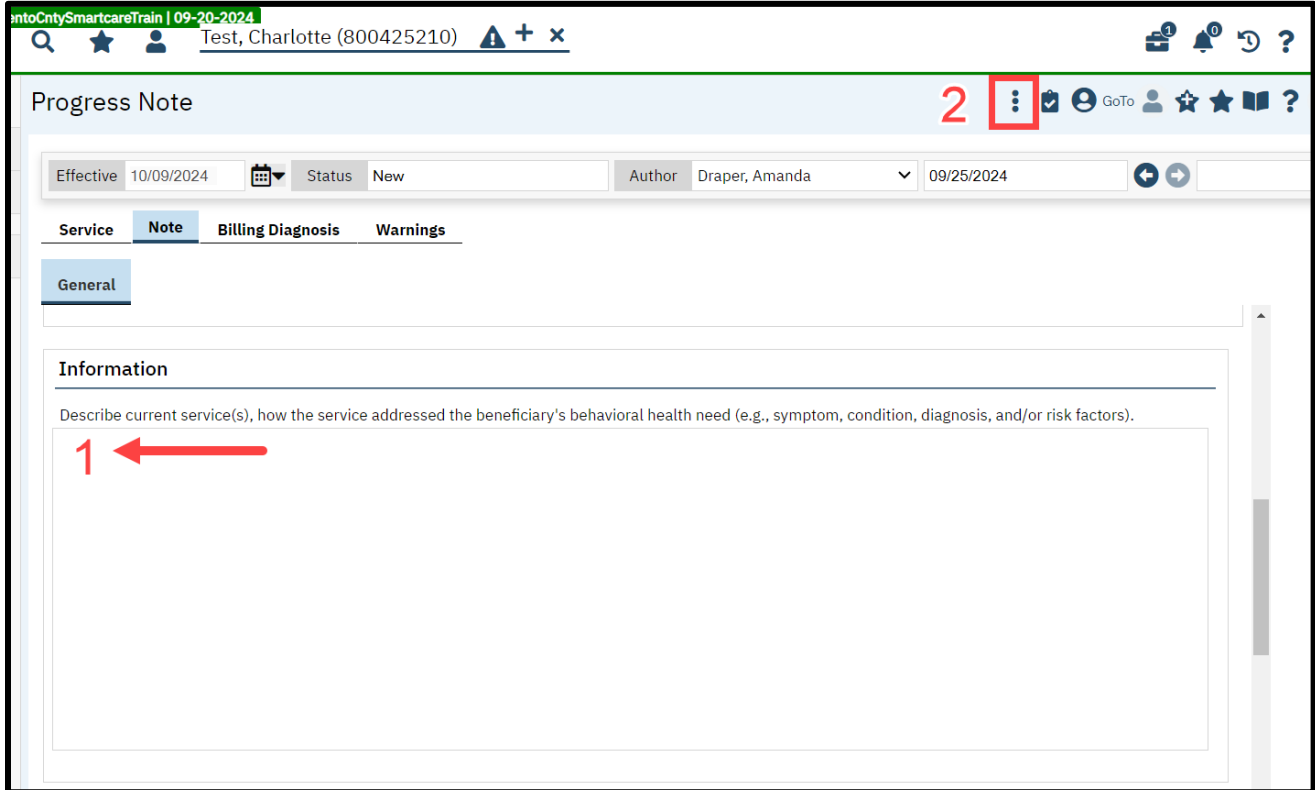 entoCntySmartcareTrain | 09-20-2024
Test, Charlotte (800425210)
1
0
?
Progress Note
2
GoTo
?
Effective 10/09/2024 Status New Author Draper, Amanda 09/25/2024
Service Note Billing Diagnosis Warnings
General
Information
Describe current service(s), how the service addressed the beneficiary's behavioral health need (e.g., symptom, condition, diagnosis, and/or risk factors).
1